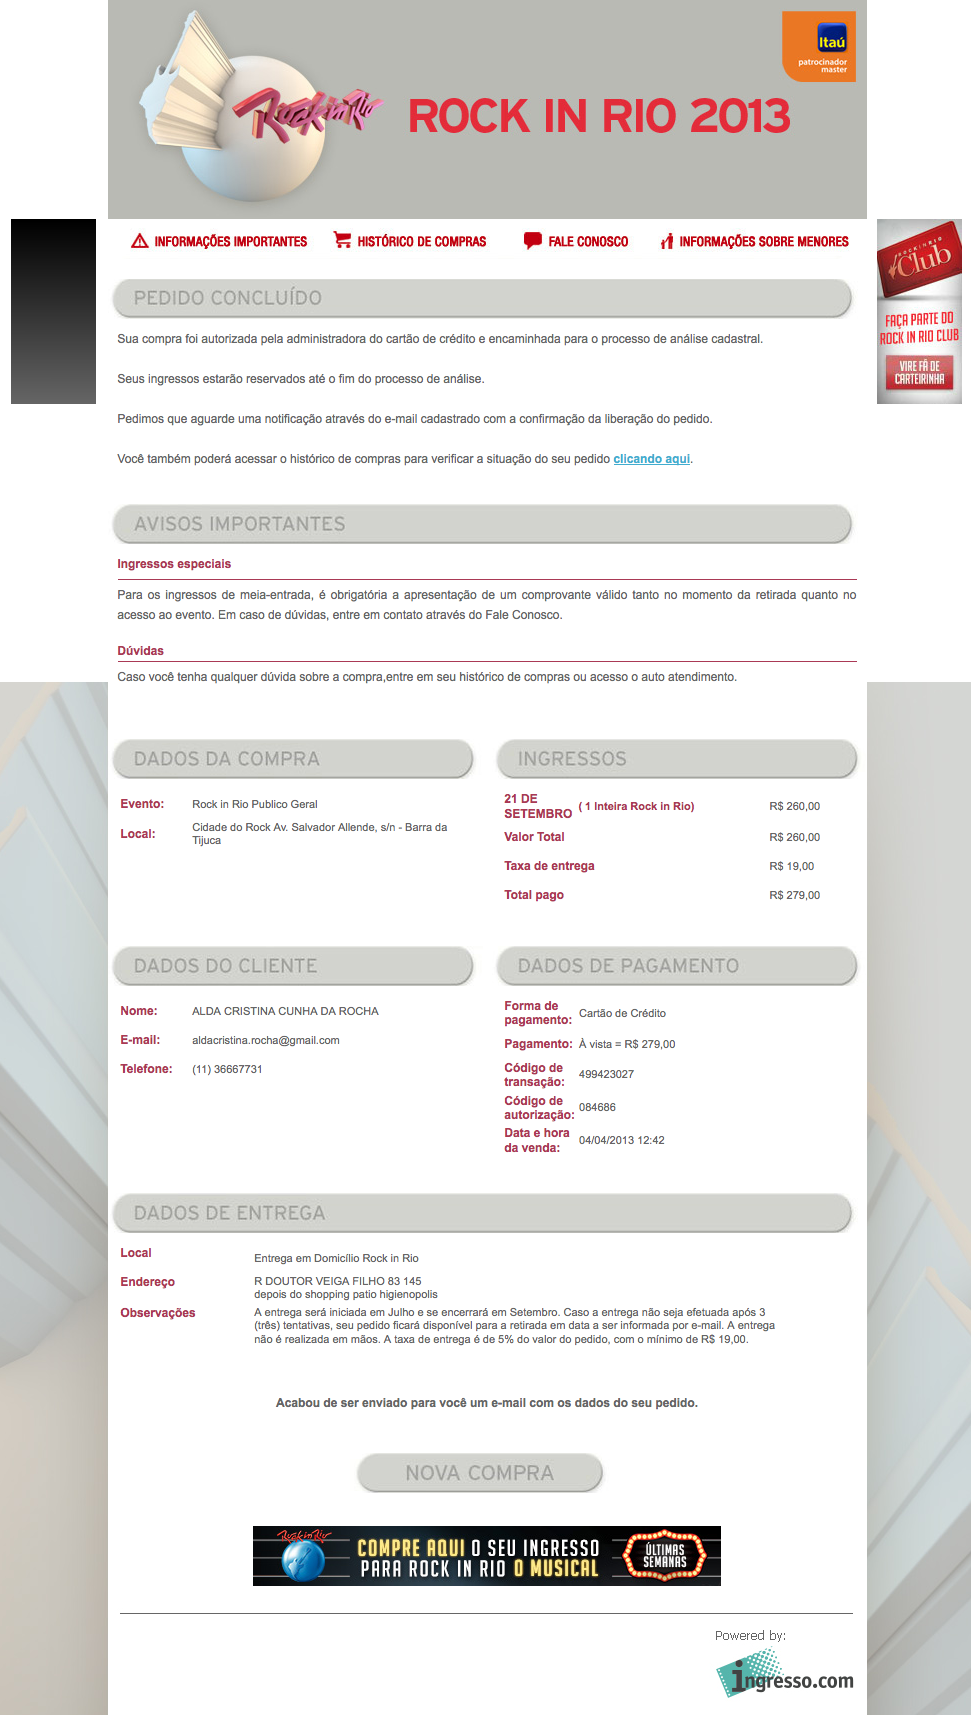 Itaú
patrocinador
master
Rock in Rio
ROCK IN RIO 2013
INFORMAÇÕES IMPORTANTES
HISTÓRICO DE COMPRAS
FALE CONOSCO
INFORMAÇÕES SOBRE MENORES
ROCK IN RIO
Club
FAÇA PARTE DO
ROCK IN RIO CLUB
VIRE FÃ DE
CARTEIRINHA
PEDIDO CONCLUÍDO
Sua compra foi autorizada pela administradora do cartão de crédito e encaminhada para o processo de análise cadastral.
Seus ingressos estarão reservados até o fim do processo de análise.
Pedimos que aguarde uma notificação através do e-mail cadastrado com a confirmação da liberação do pedido.
Você também poderá acessar o histórico de compras para verificar a situação do seu pedido clicando aqui.
AVISOS IMPORTANTES
Ingressos especiais
Para os ingressos de meia-entrada, é obrigatória a apresentação de um comprovante válido tanto no momento da retirada quanto no
acesso ao evento. Em caso de dúvidas, entre em contato através do Fale Conosco.
Dúvidas
Caso você tenha qualquer dúvida sobre a compra,entre em seu histórico de compras ou acesso o auto atendimento.
DADOS DA COMPRA
Evento: Rock in Rio Publico Geral
Local: Cidade do Rock Av. Salvador Allende, s/n - Barra da
Tijuca
INGRESSOS
21 DE
SETEMBRO ( 1 Inteira Rock in Rio) R$ 260,00
Valor Total R$ 260,00
Taxa de entrega R$ 19,00
Total pago R$ 279,00
DADOS DO CLIENTE
Nome: ALDA CRISTINA CUNHA DA ROCHA
E-mail: aldacristina.rocha@gmail.com
Telefone: (11) 36667731
DADOS DE PAGAMENTO
Forma de
pagamento: Cartão de Crédito
Pagamento: À vista = R$ 279,00
Código de
transação: 499423027
Código de
autorização: 084686
Data e hora
da venda: 04/04/2013 12:42
DADOS DE ENTREGA
Local Entrega em Domicílio Rock in Rio
Endereço R DOUTOR VEIGA FILHO 83 145
depois do shopping patio higienopolis
Observações A entrega será iniciada em Julho e se encerrará em Setembro. Caso a entrega não seja efetuada após 3
(três) tentativas, seu pedido ficará disponível para a retirada em data a ser informada por e-mail. A entrega
não é realizada em mãos. A taxa de entrega é de 5% do valor do pedido, com o mínimo de R$ 19,00.
Acabou de ser enviado para você um e-mail com os dados do seu pedido.
NOVA COMPRA
Rock in Rio
COMPRE AQUI O SEU INGRESSO
PARA ROCK IN RIO O MUSICAL
ÚLTIMAS
SEMANAS
Powered by:
ingresso.com